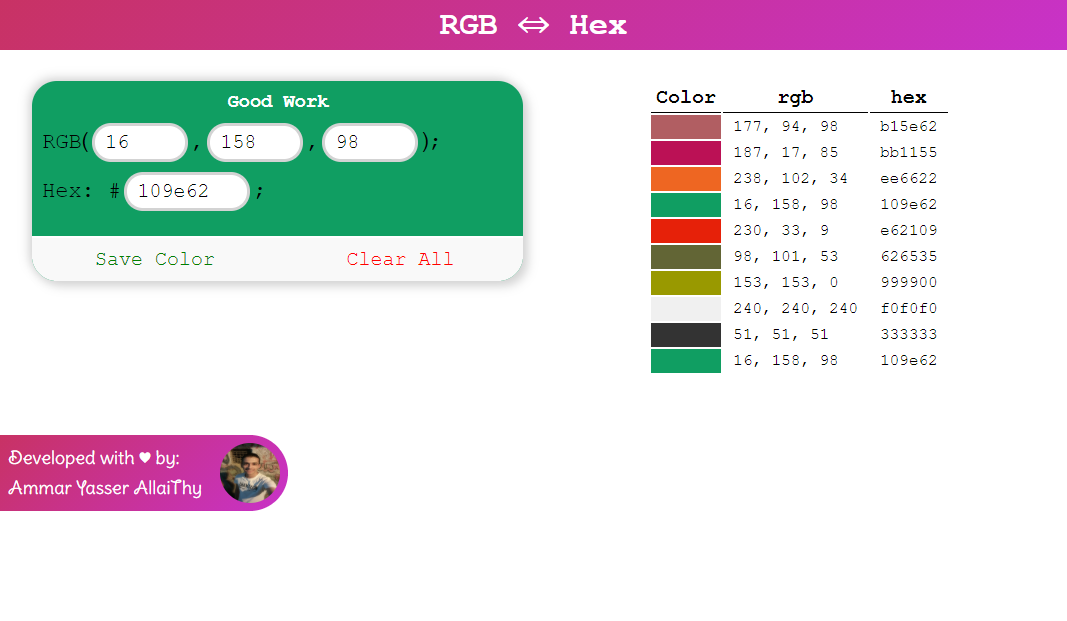 RGB ⇔ Hex
Good Work
RGB( 16 , 158 , 98 );
Hex: # 109e62 ;
Save Color Clear All
Color rgb hex
177, 94, 98 b15e62
187, 17, 85 bb1155
238, 102, 34 ee6622
16, 158, 98 109e62
230, 33, 9 e62109
98, 101, 53 626535
153, 153, 0 999900
240, 240, 240 f0f0f0
51, 51, 51 333333
16, 158, 98 109e62
Developed with ♥ by:
Ammar Yasser AllaiThy